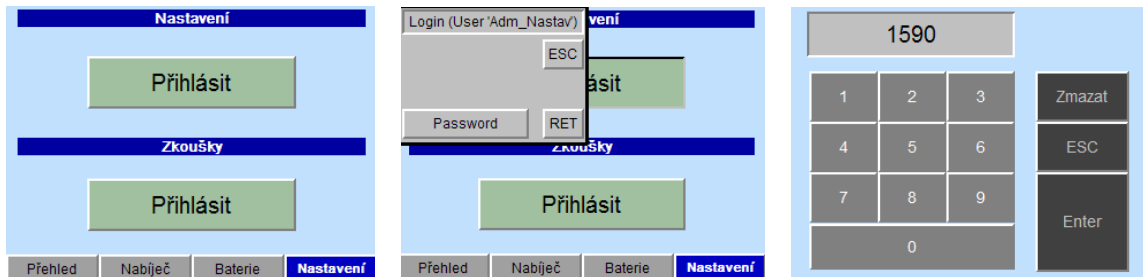 Nastavení
Přihlásit
Zkoušky
Přihlásit
Přehled Nabíječ Baterie Nastavení
Login (User 'Adm_Nastav') vení
ESC
ásit
Password RET
Zkoušky
Přihlásit
Přehled Nabíječ Baterie Nastavení
1590
1 2 3 Zmazat
4 5 6 ESC
7 8 9
Enter
0